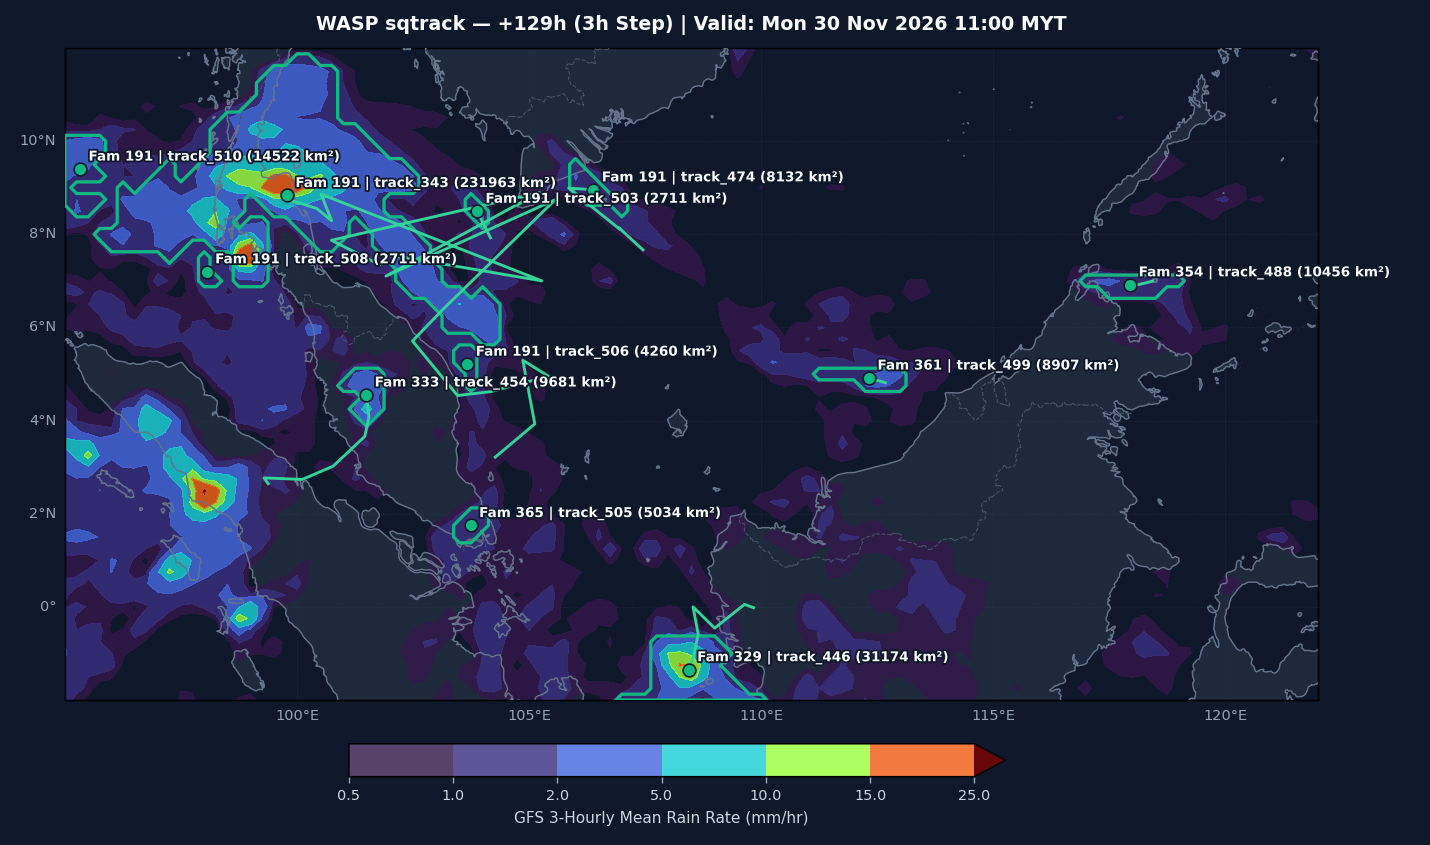 WASP sqtrack — +129h (3h Step) | Valid: Mon 30 Nov 2026 11:00 MYT
10°N
8°N
6°N
4°N
2°N
0°
Fam 191 | track_510 (14522 km²)
Fam 191 | track_474 (8132 km²)
Fam 191 | track_343 (231963 km²)
Fam 191 | track_503 (2711 km²)
Fam 191 | track_508 (2711 km²)
Fam 354 | track_488 (10456 km²)
Fam 191 | track_506 (4260 km²)
Fam 361 | track_499 (8907 km²)
Fam 333 | track_454 (9681 km²)
Fam 365 | track_505 (5034 km²)
Fam 329 | track_446 (31174 km²)
100°E 105°E 110°E 115°E 120°E
0.5 1.0 2.0 5.0 10.0 15.0 25.0
GFS 3-Hourly Mean Rain Rate (mm/hr)